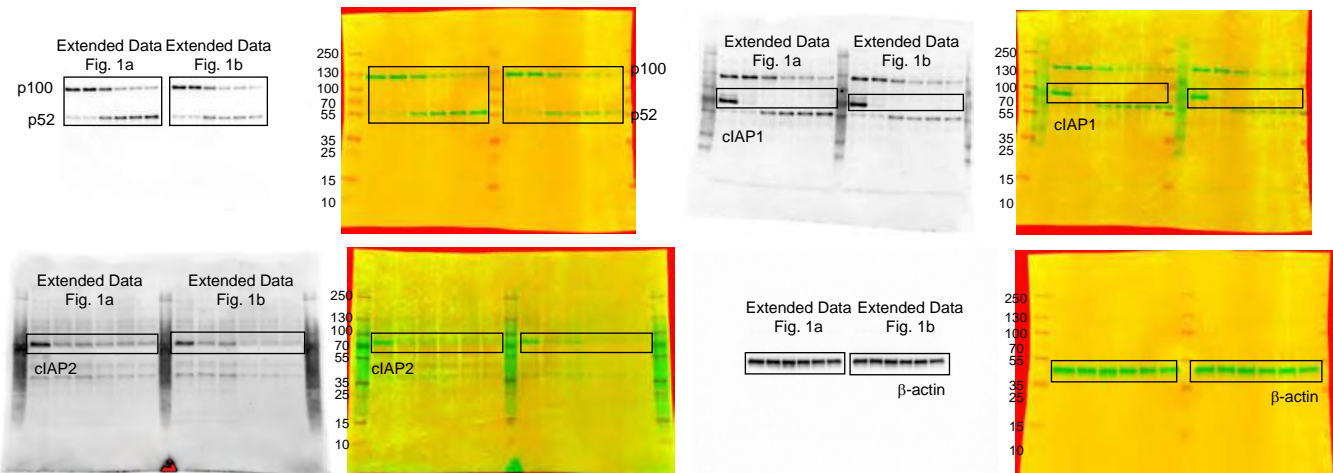 Extended Data Extended Data
Fig. 1a Fig. 1b
p100
p52
250
130
100
70
55
35
25
15
10
p100
p52
Extended Data Extended Data
Fig. 1a Fig. 1b
cIAP1
250
130
100
70
55
35
25
15
10
cIAP1
Extended Data Extended Data
Fig. 1a Fig. 1b
cIAP2
250
130
100
70
55
35
25
15
10
cIAP2
Extended Data Extended Data
Fig. 1a Fig. 1b
β-actin
250
130
100
70
55
35
25
15
10
β-actin